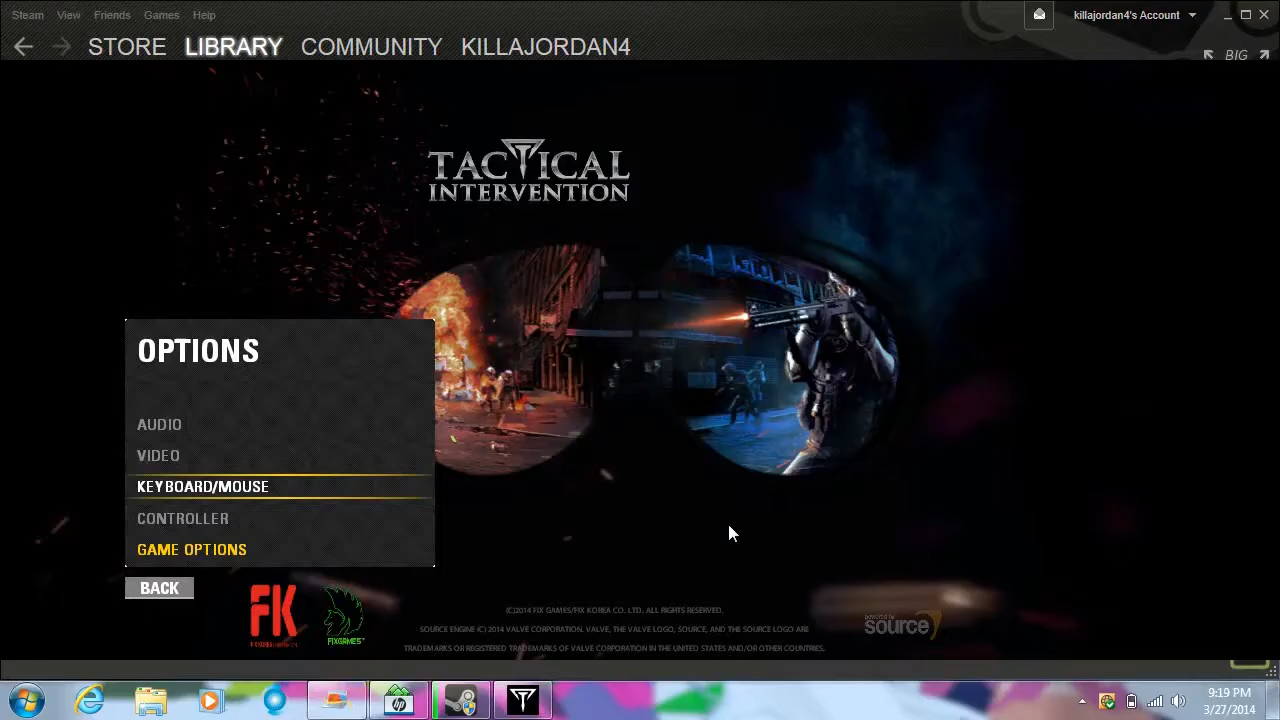 Steam View Friends Games Help
killajordan4's Account
STORE LIBRARY COMMUNITY KILLAJORDAN4
BIG
TACTICAL
INTERVENTION
OPTIONS
AUDIO
VIDEO
KEYBOARD/MOUSE
CONTROLLER
GAME OPTIONS
BACK
FK
FIXGAMES
(C)2014 FIX GAMES/FIX KOREA CO. LTD. ALL RIGHTS RESERVED.
SOURCE ENGINE (C) 2014 VALVE CORPORATION. VALVE, THE VALVE LOGO, SOURCE, AND THE SOURCE LOGO ARE
TRADEMARKS OR REGISTERED TRADEMARKS OF VALVE CORPORATION IN THE UNITED STATES AND/OR OTHER COUNTRIES.
powered by
source
hp
9:19 PM
3/27/2014